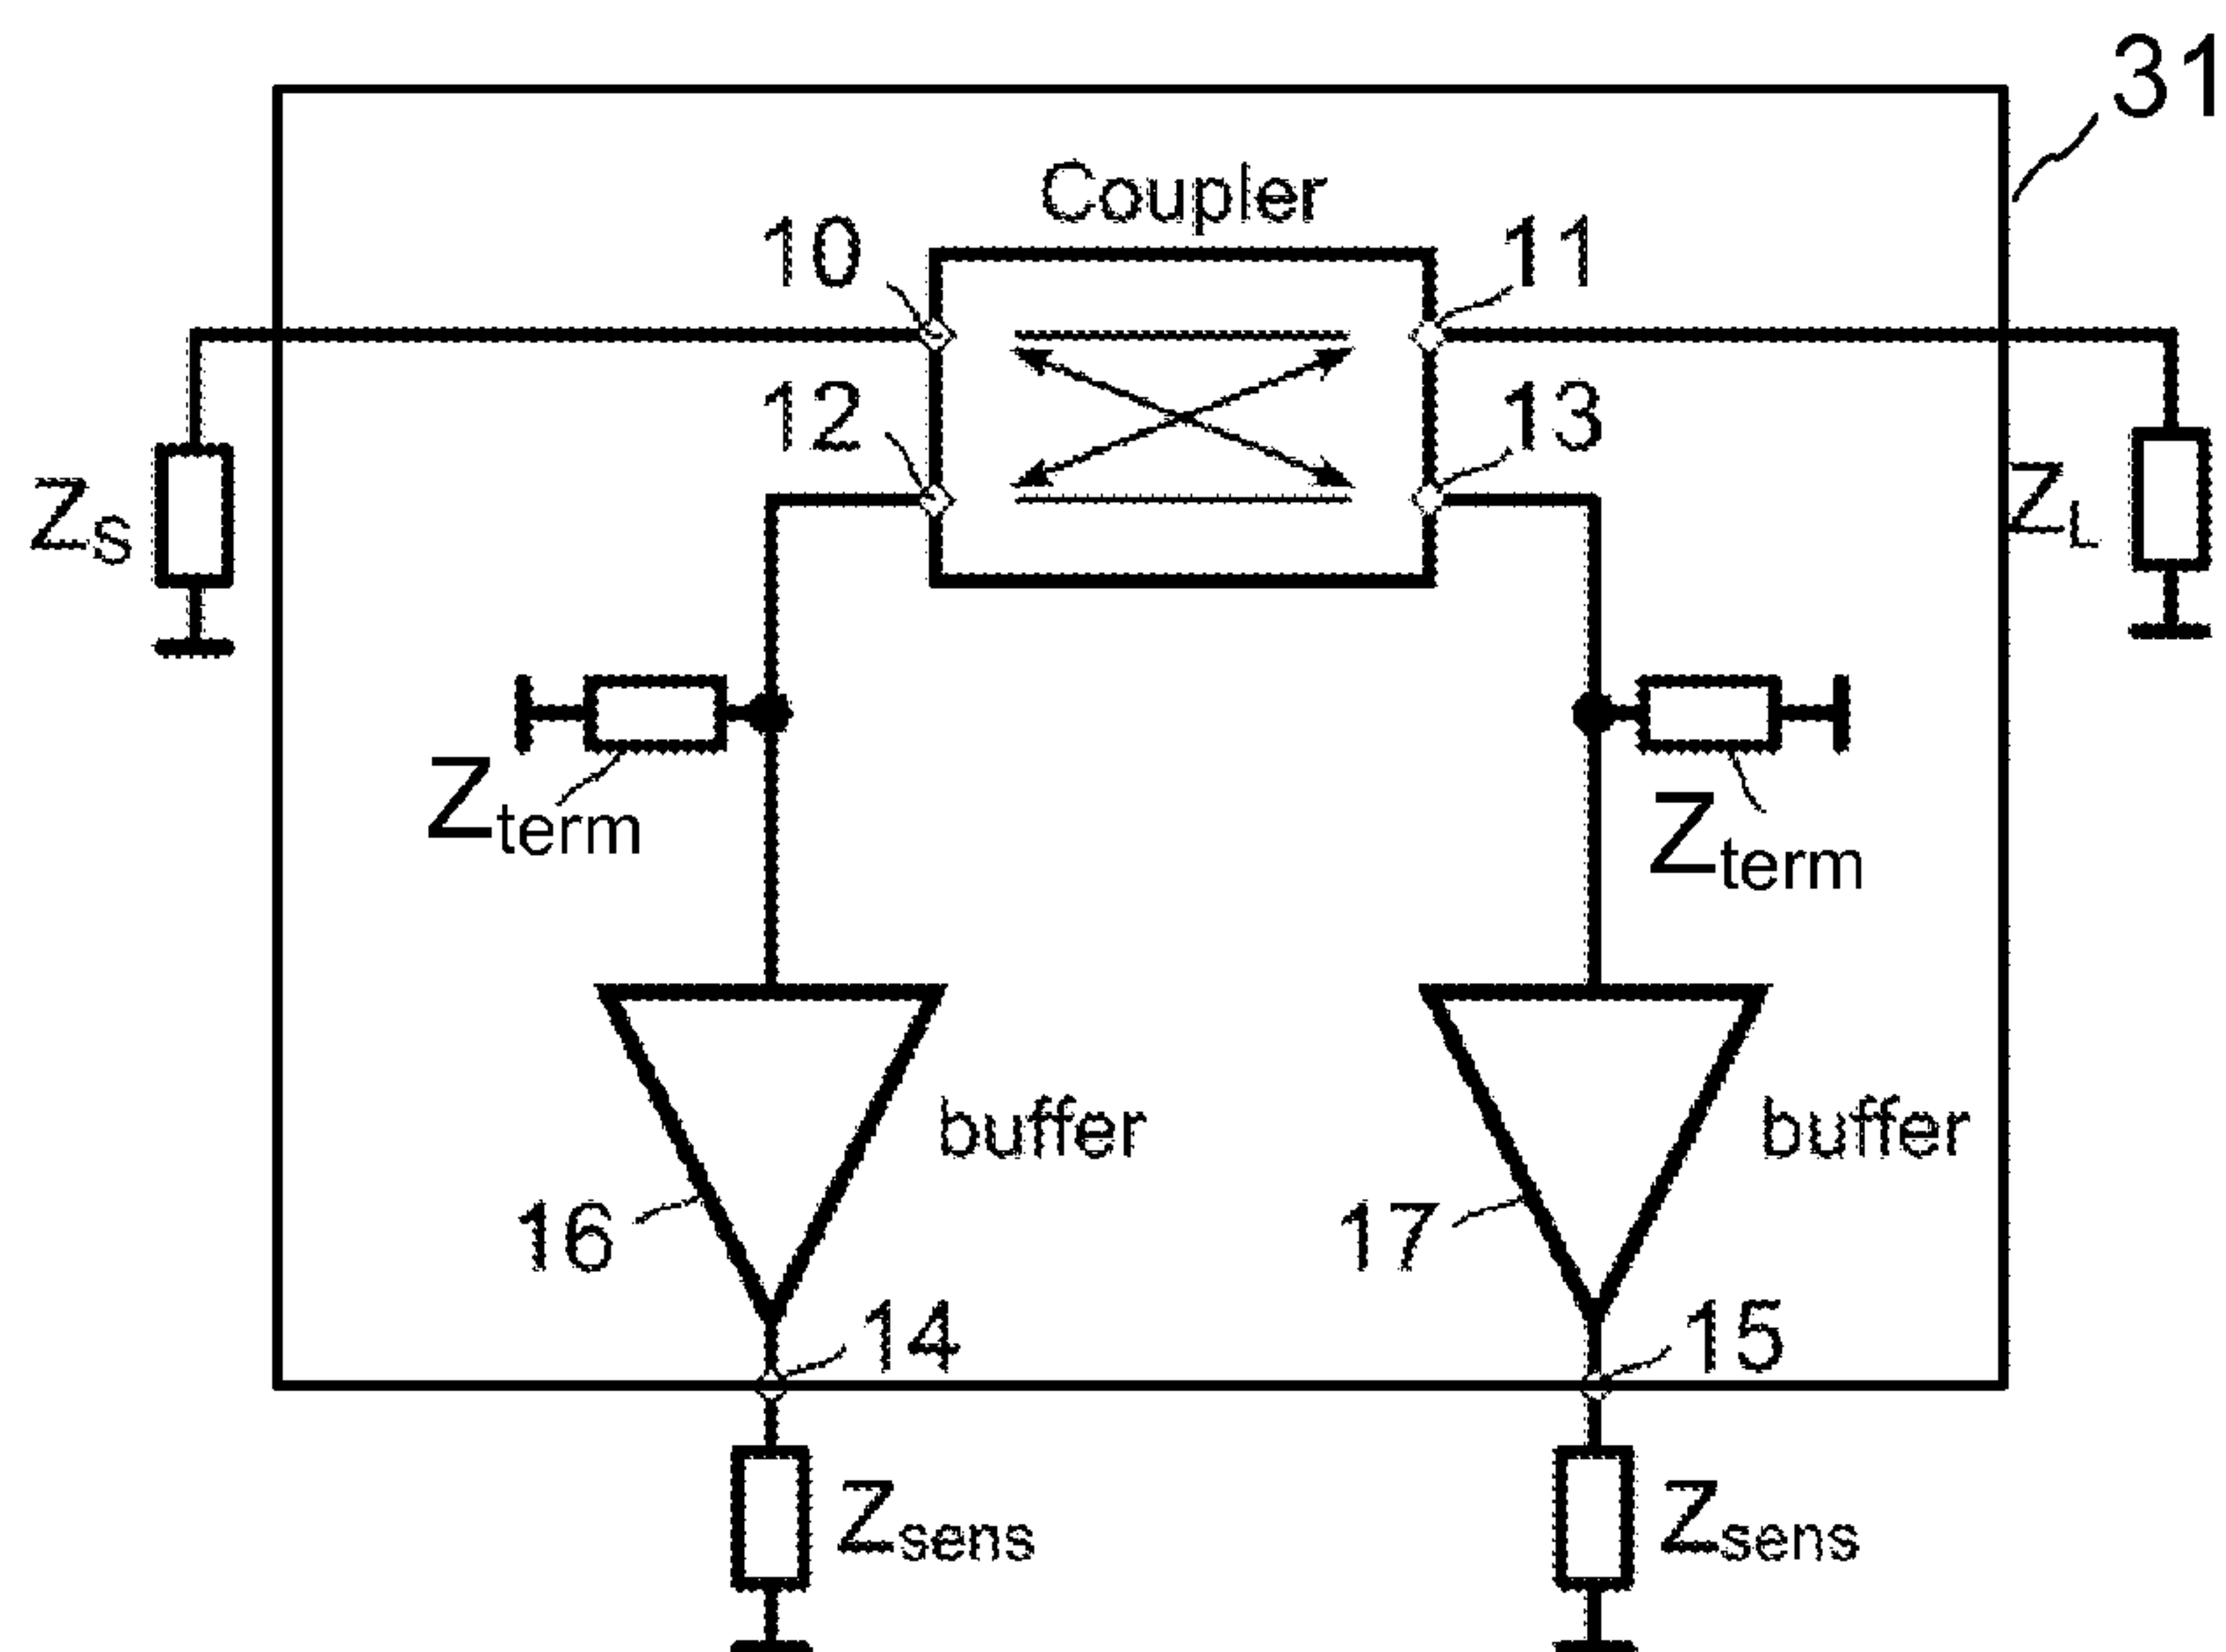 31
Coupler
10
11
12
13
ZS
ZL
Zterm
Zterm
buffer
buffer
16
17
14
15
Zsens
Zsens